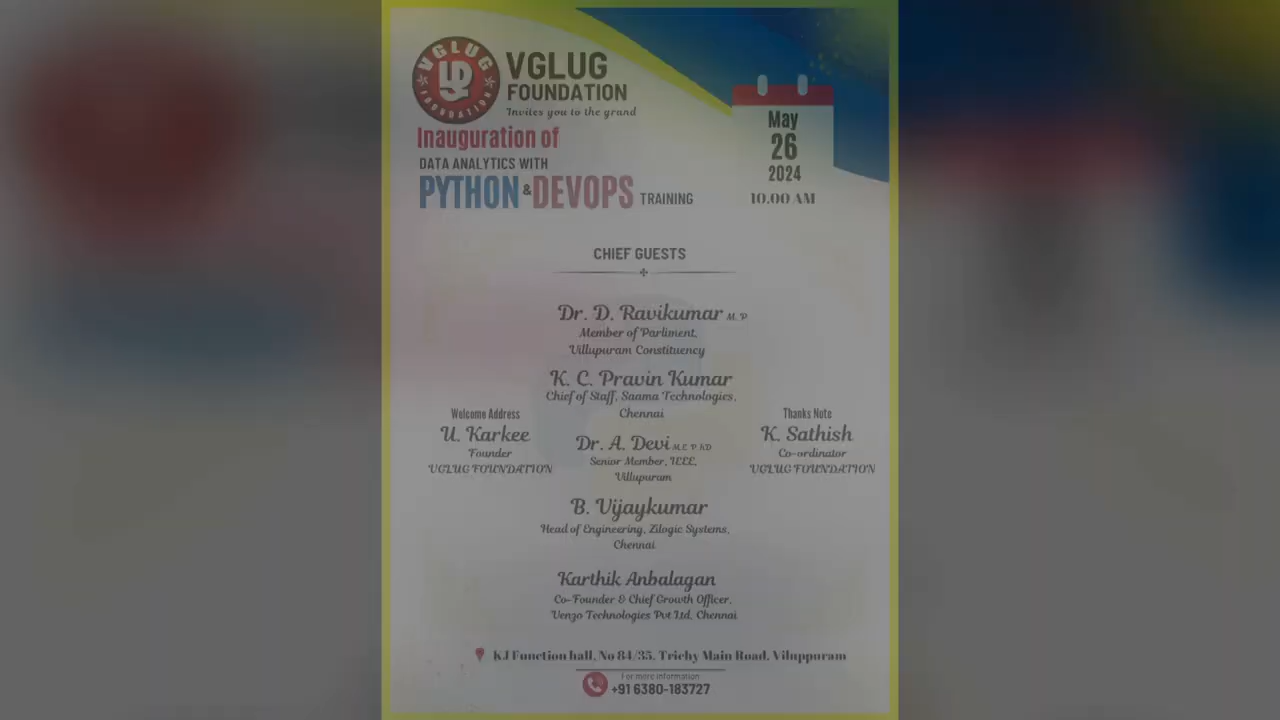 VGLUG
FOUNDATION
VGLUG
FOUNDATION
Invites you to the grand
Inauguration of
DATA ANALYTICS WITH
PYTHON & DEVOPS TRAINING
May
26
2024
10.00 AM
CHIEF GUESTS
Dr. D. Ravikumar M. P
Member of Parliment,
Villupuram Constituency
K. C. Pravin Kumar
Chief of Staff, Saama Technologies,
Chennai
Welcome Address
U. Karkee
Founder
VGLUG FOUNDATION
Dr. A. Devi M.E P hD
Senior Member, IEEE,
Villupuram
Thanks Note
K. Sathish
Co-ordinator
VGLUG FOUNDATION
B. Vijaykumar
Head of Engineering, Zilogic Systems,
Chennai
Karthik Anbalagan
Co-Founder & Chief Growth Officer,
Venzo Technologies Pvt Ltd, Chennai
KJ Function hall, No 84/35, Trichy Main Road, Viluppuram
For more information
+91 6380-183727